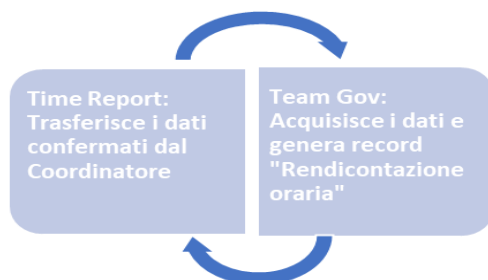 Time Report:
Trasferisce i dati
confermati dal
Coordinatore
Team Gov:
Acquisisce i dati e
genera record
"Rendicontazione
oraria"